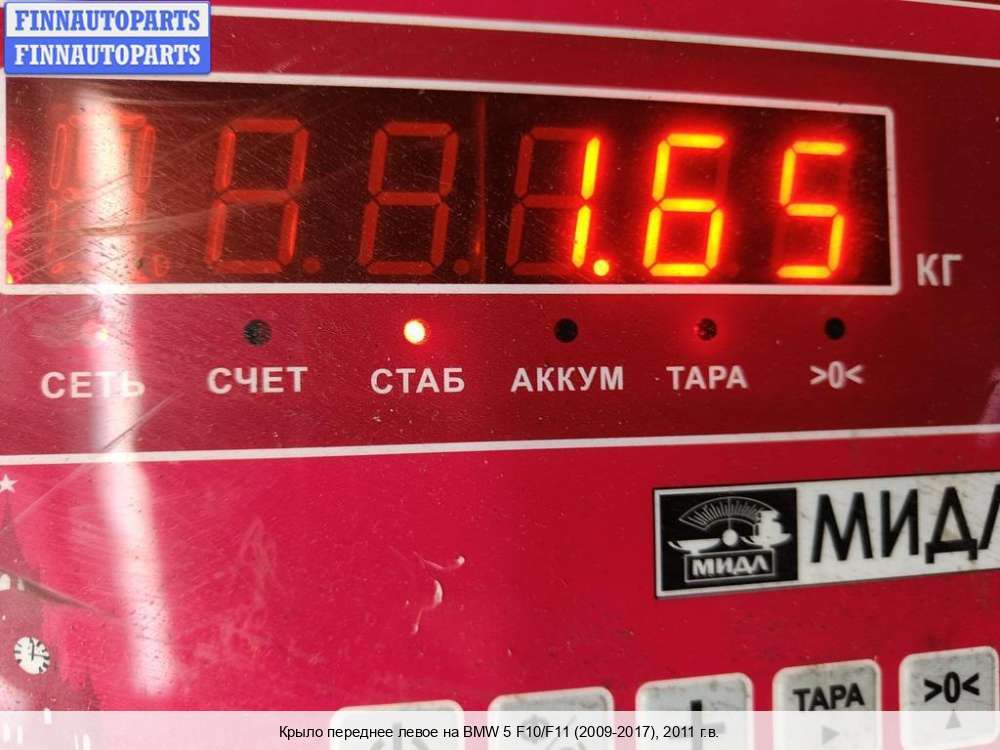 FINNAUTOPARTS
FINNAUTOPARTS
1.65
КГ
СЕТЬ СЧЕТ СТАБ АККУМ ТАРА >0<
МИДЛ МИДЛ
ТАРА >0<
Крыло переднее левое на BMW 5 F10/F11 (2009-2017), 2011 г.в.